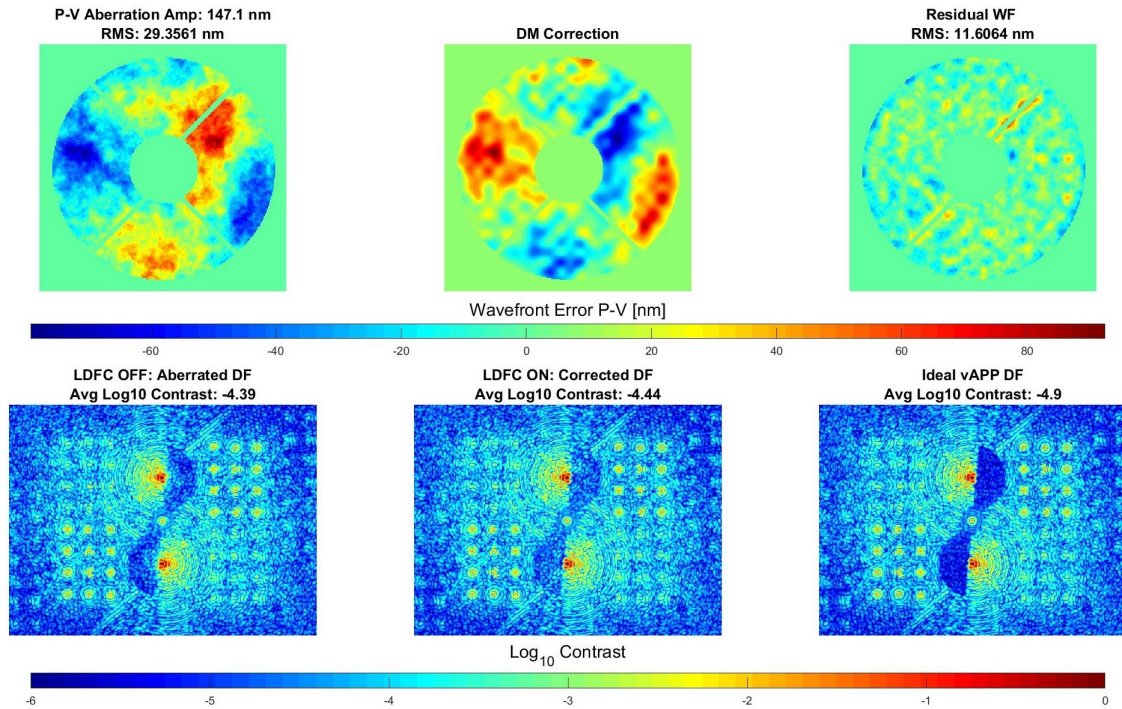 P-V Aberration Amp: 147.1 nm
RMS: 29.3561 nm
DM Correction
Residual WF
RMS: 11.6064 nm
Wavefront Error P-V [nm]
-60 -40 -20 0 20 40 60 80
LDFC OFF: Aberrated DF
Avg Log10 Contrast: -4.39
LDFC ON: Corrected DF
Avg Log10 Contrast: -4.44
Ideal vAPP DF
Avg Log10 Contrast: -4.9
Log10 Contrast
-6 -5 -4 -3 -2 -1 0